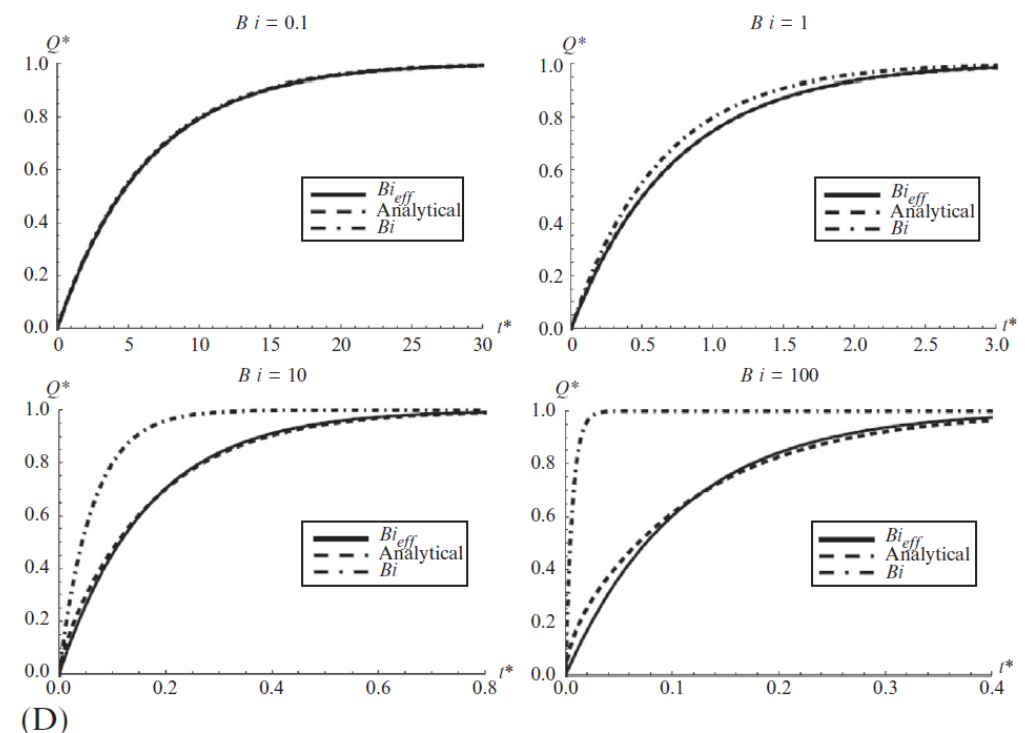 B i = 0.1
Q*
1.0
0.8
0.6
0.4
0.2
0.0
Bi_eff
Analytical
Bi
0 5 10 15 20 25 30 t*
B i = 1
Q*
1.0
0.8
0.6
0.4
0.2
0.0
Bi_eff
Analytical
Bi
0 0.5 1.0 1.5 2.0 2.5 3.0 t*
B i = 10
Q*
1.0
0.8
0.6
0.4
0.2
0.0
Bi_eff
Analytical
Bi
0.0 0.2 0.4 0.6 0.8 t*
B i = 100
Q*
1.0
0.8
0.6
0.4
0.2
0.0
Bi_eff
Analytical
Bi
0.0 0.1 0.2 0.3 0.4 t*
(D)